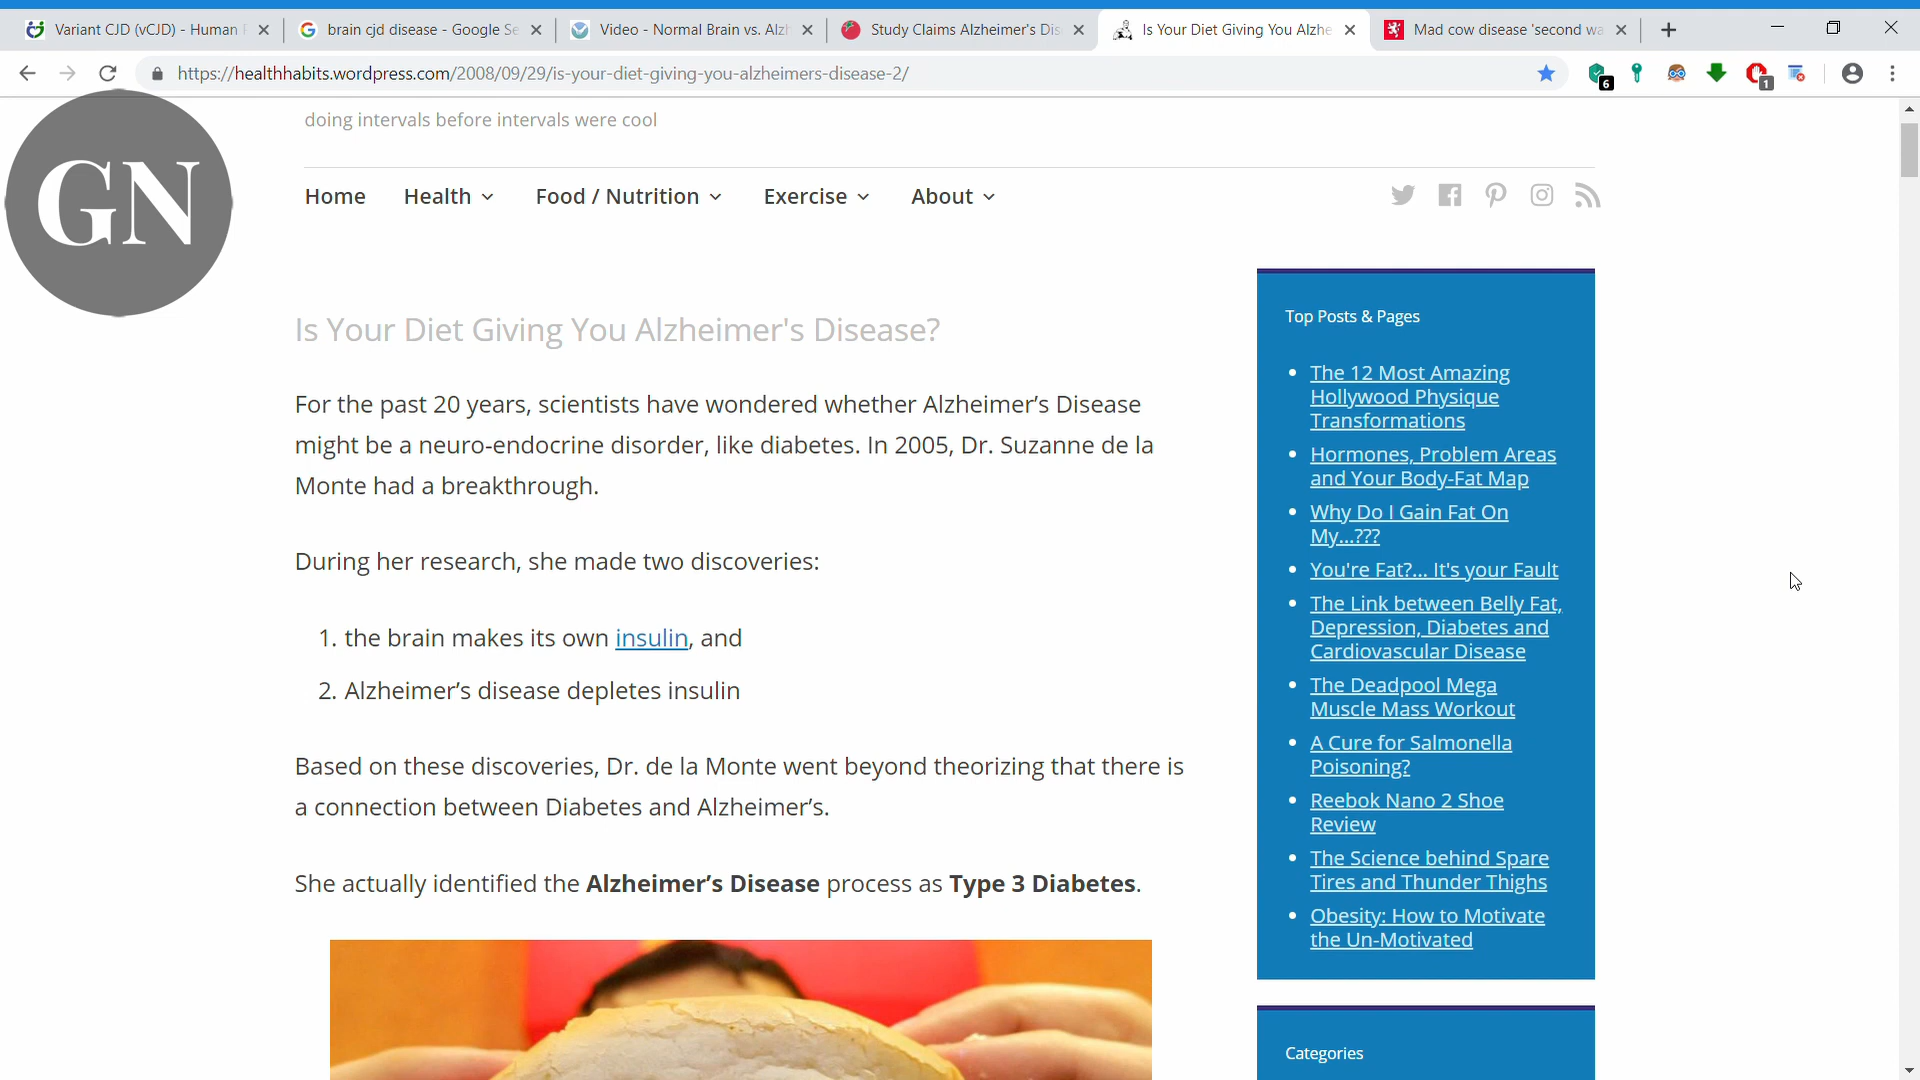 Variant CJD (vCJD) - Human
brain cjd disease - Google Se
Video - Normal Brain vs. Alz
Study Claims Alzheimer's Dis
Is Your Diet Giving You Alzhe
Mad cow disease 'second wa
https://healthhabits.wordpress.com/2008/09/29/is-your-diet-giving-you-alzheimers-disease-2/
6
1
GN
doing intervals before intervals were cool
Home
Health
Food / Nutrition
Exercise
About
Is Your Diet Giving You Alzheimer's Disease?
For the past 20 years, scientists have wondered whether Alzheimer’s Disease
might be a neuro-endocrine disorder, like diabetes. In 2005, Dr. Suzanne de la
Monte had a breakthrough.
During her research, she made two discoveries:
1. the brain makes its own insulin, and
2. Alzheimer’s disease depletes insulin
Based on these discoveries, Dr. de la Monte went beyond theorizing that there is
a connection between Diabetes and Alzheimer’s.
She actually identified the Alzheimer’s Disease process as Type 3 Diabetes.
Top Posts & Pages
The 12 Most Amazing
Hollywood Physique
Transformations
Hormones, Problem Areas
and Your Body-Fat Map
Why Do I Gain Fat On
My...???
You're Fat?... It's your Fault
The Link between Belly Fat,
Depression, Diabetes and
Cardiovascular Disease
The Deadpool Mega
Muscle Mass Workout
A Cure for Salmonella
Poisoning?
Reebok Nano 2 Shoe
Review
The Science behind Spare
Tires and Thunder Thighs
Obesity: How to Motivate
the Un-Motivated
Categories